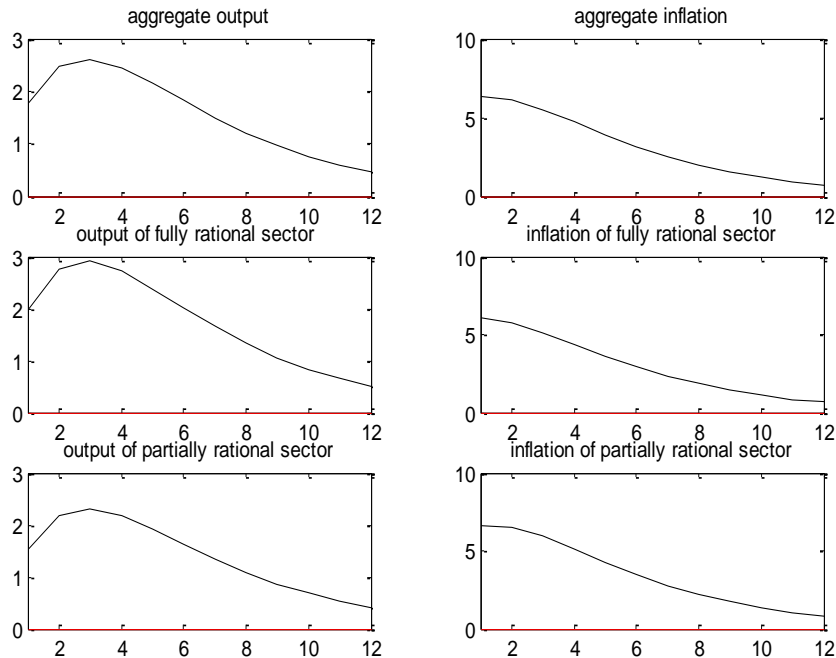 aggregate output
3
2
1
0
2 4 6 8 10 12
aggregate inflation
10
5
0
2 4 6 8 10 12
output of fully rational sector
3
2
1
0
2 4 6 8 10 12
inflation of fully rational sector
10
5
0
2 4 6 8 10 12
output of partially rational sector
3
2
1
0
2 4 6 8 10 12
inflation of partially rational sector
10
5
0
2 4 6 8 10 12